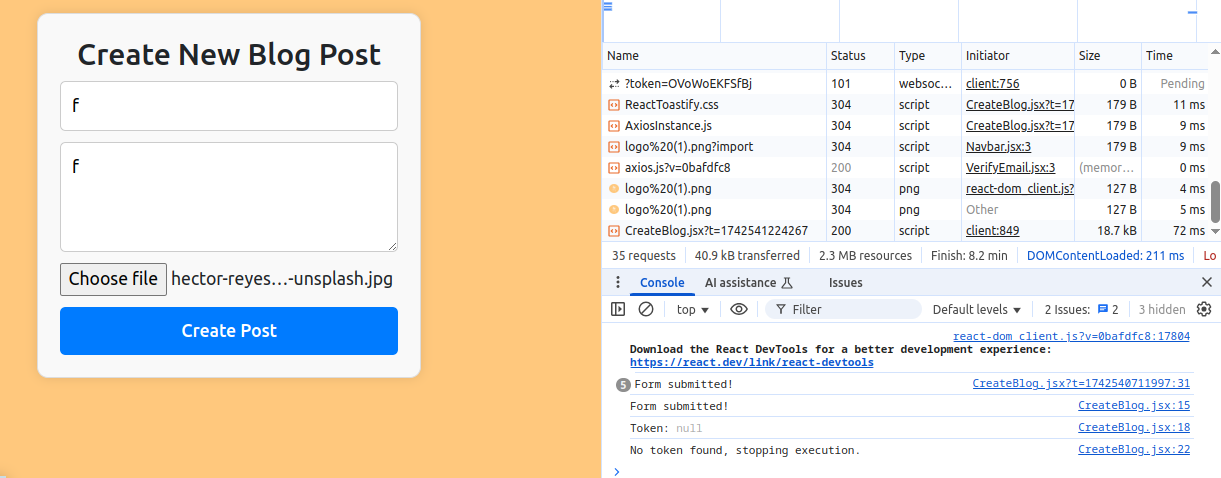 Create New Blog Post
f
f
Choose file hector-reyes…-unsplash.jpg
Create Post
Name Status Type Initiator Size Time
?token=OVoWoEKFSfBj 101 websoc… client:756 0 B Pending
ReactToastify.css 304 script CreateBlog.jsx?t=17 179 B 11 ms
AxiosInstance.js 304 script CreateBlog.jsx?t=17 179 B 9 ms
logo%20(1).png?import 304 script Navbar.jsx:3 179 B 9 ms
axios.js?v=0bafdfc8 200 script VerifyEmail.jsx:3 (memor… 0 ms
logo%20(1).png 304 png react-dom_client.js? 127 B 4 ms
logo%20(1).png 304 png Other 127 B 5 ms
CreateBlog.jsx?t=1742541224267 200 script client:849 18.7 kB 72 ms
35 requests 40.9 kB transferred 2.3 MB resources Finish: 8.2 min DOMContentLoaded: 211 ms Lo
Console AI assistance Issues
top Filter Default levels 2 Issues: 2 3 hidden
react-dom_client.js?v=0bafdfc8:17804
Download the React DevTools for a better development experience:
https://react.dev/link/react-devtools
5 Form submitted! CreateBlog.jsx?t=1742540711997:31
Form submitted! CreateBlog.jsx:15
Token: null CreateBlog.jsx:18
No token found, stopping execution. CreateBlog.jsx:22